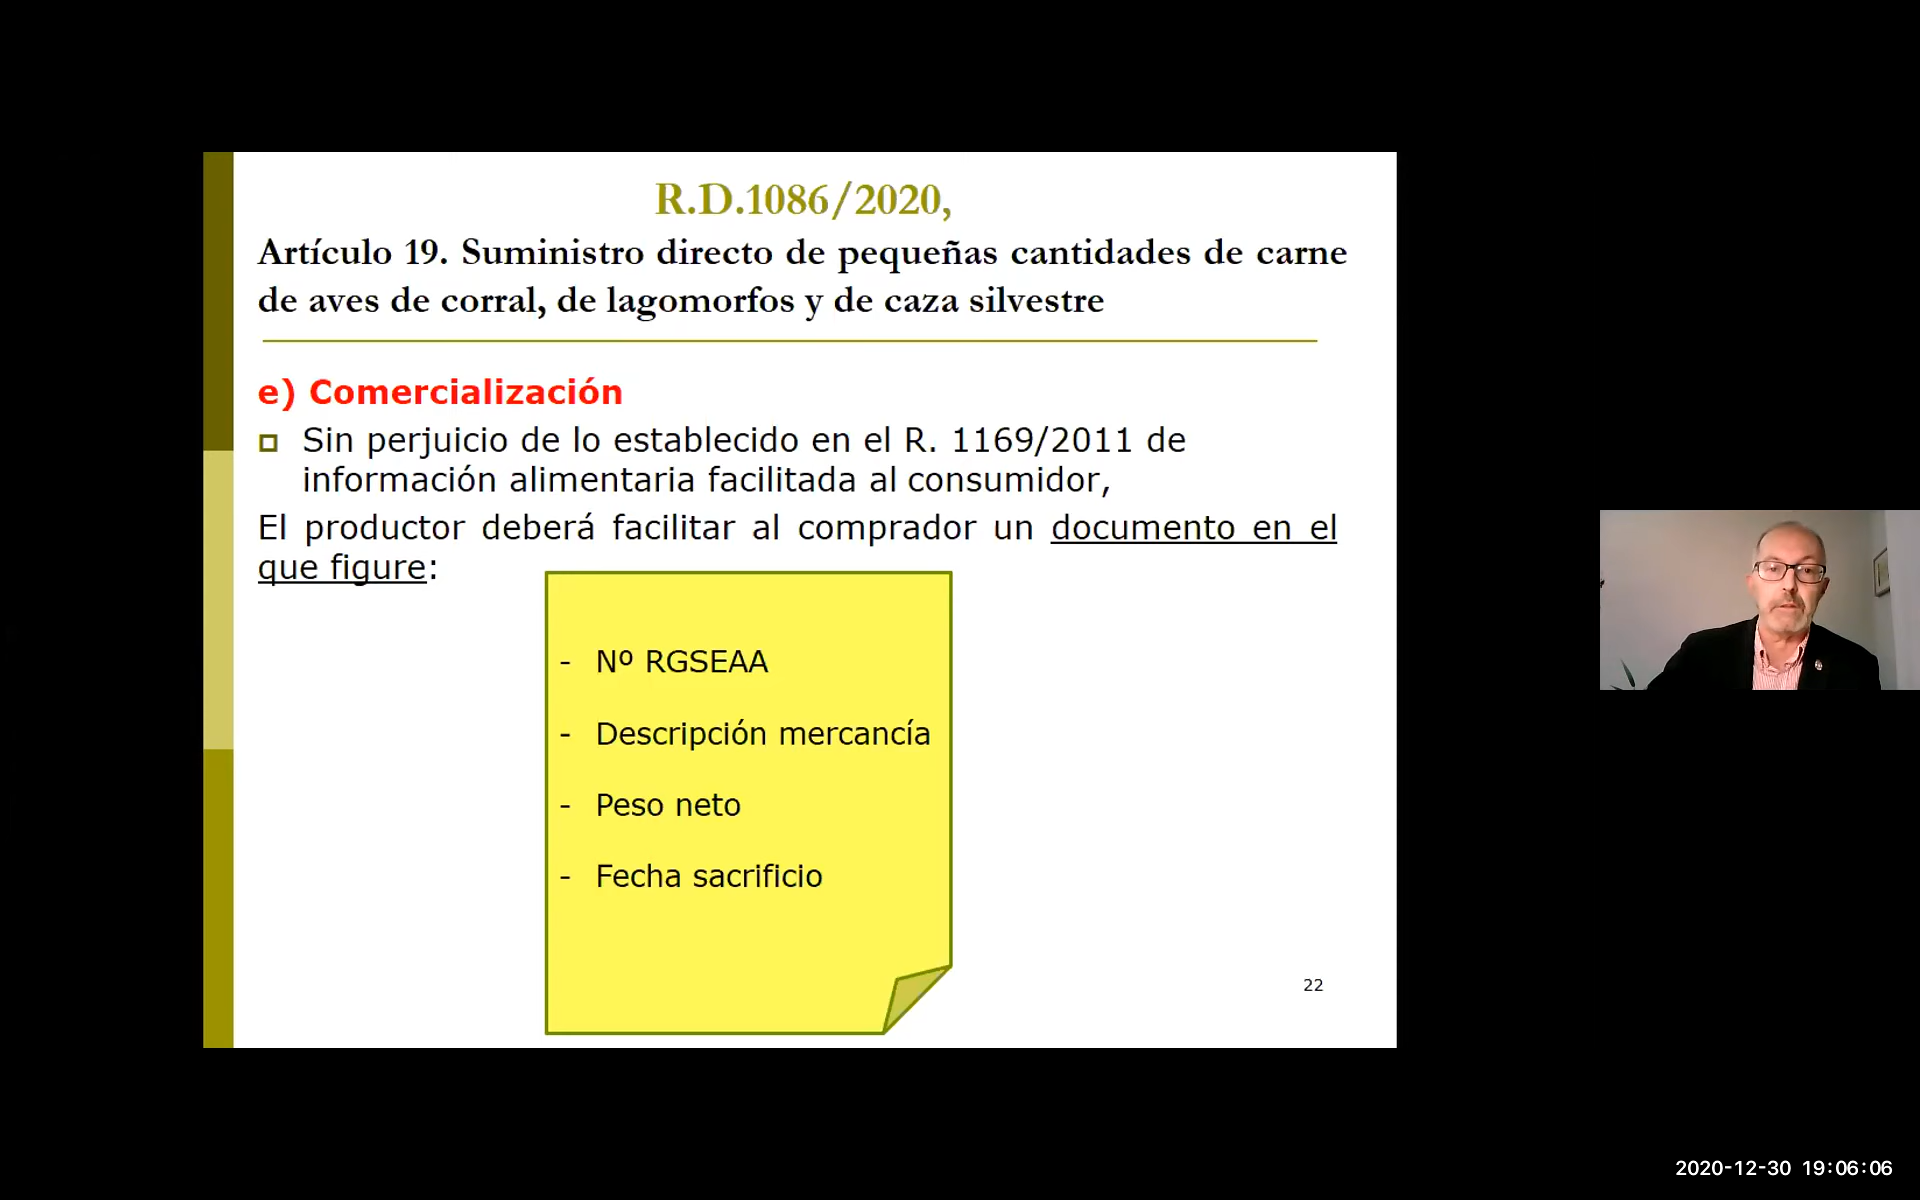 R.D.1086/2020,
Artículo 19. Suministro directo de pequeñas cantidades de carne
de aves de corral, de lagomorfos y de caza silvestre
e) Comercialización
Sin perjuicio de lo establecido en el R. 1169/2011 de
información alimentaria facilitada al consumidor,
El productor deberá facilitar al comprador un documento en el
que figure:
- Nº RGSEAA
- Descripción mercancía
- Peso neto
- Fecha sacrificio
22
2020-12-30 19:06:06